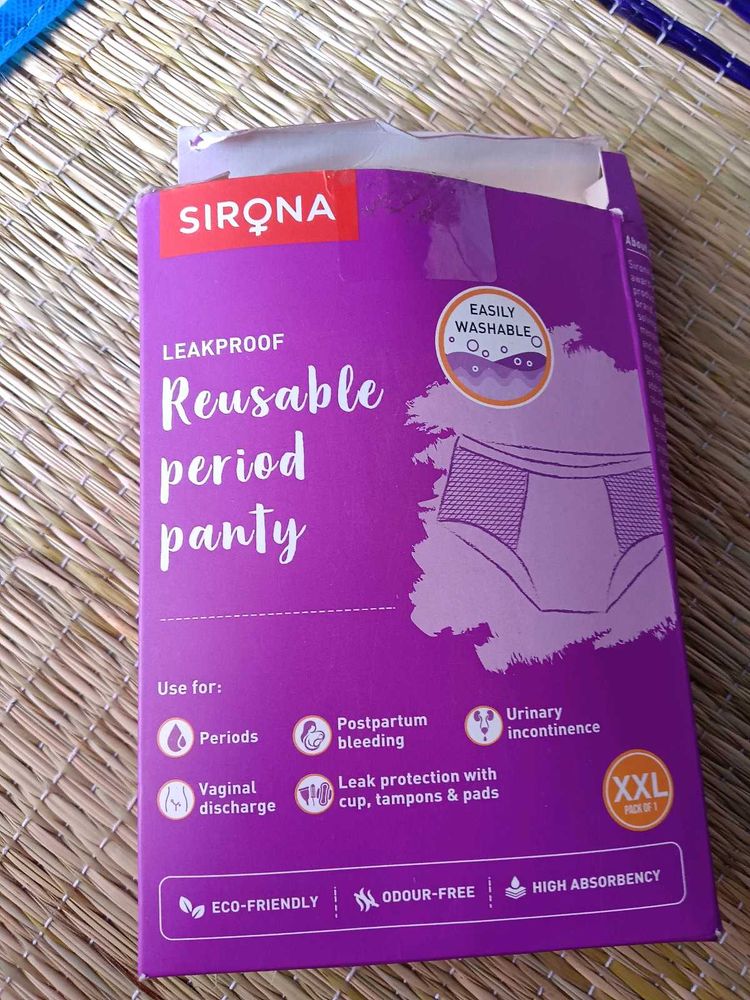 SIRONA
EASILY
WASHABLE
LEAKPROOF
Reusable
period
panty
Use for:
Periods
Postpartum
bleeding
Urinary
incontinence
Vaginal
discharge
Leak protection with
cup, tampons & pads
XXL
PACK OF 1
ECO-FRIENDLY
ODOUR-FREE
HIGH ABSORBENCY